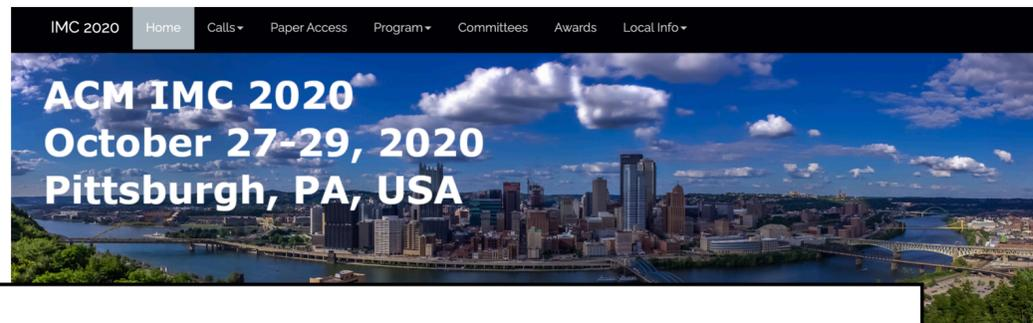 IMC 2020 Home Calls Paper Access Program Committees Awards Local Info
ACM IMC 2020
October 27-29, 2020
Pittsburgh, PA, USA